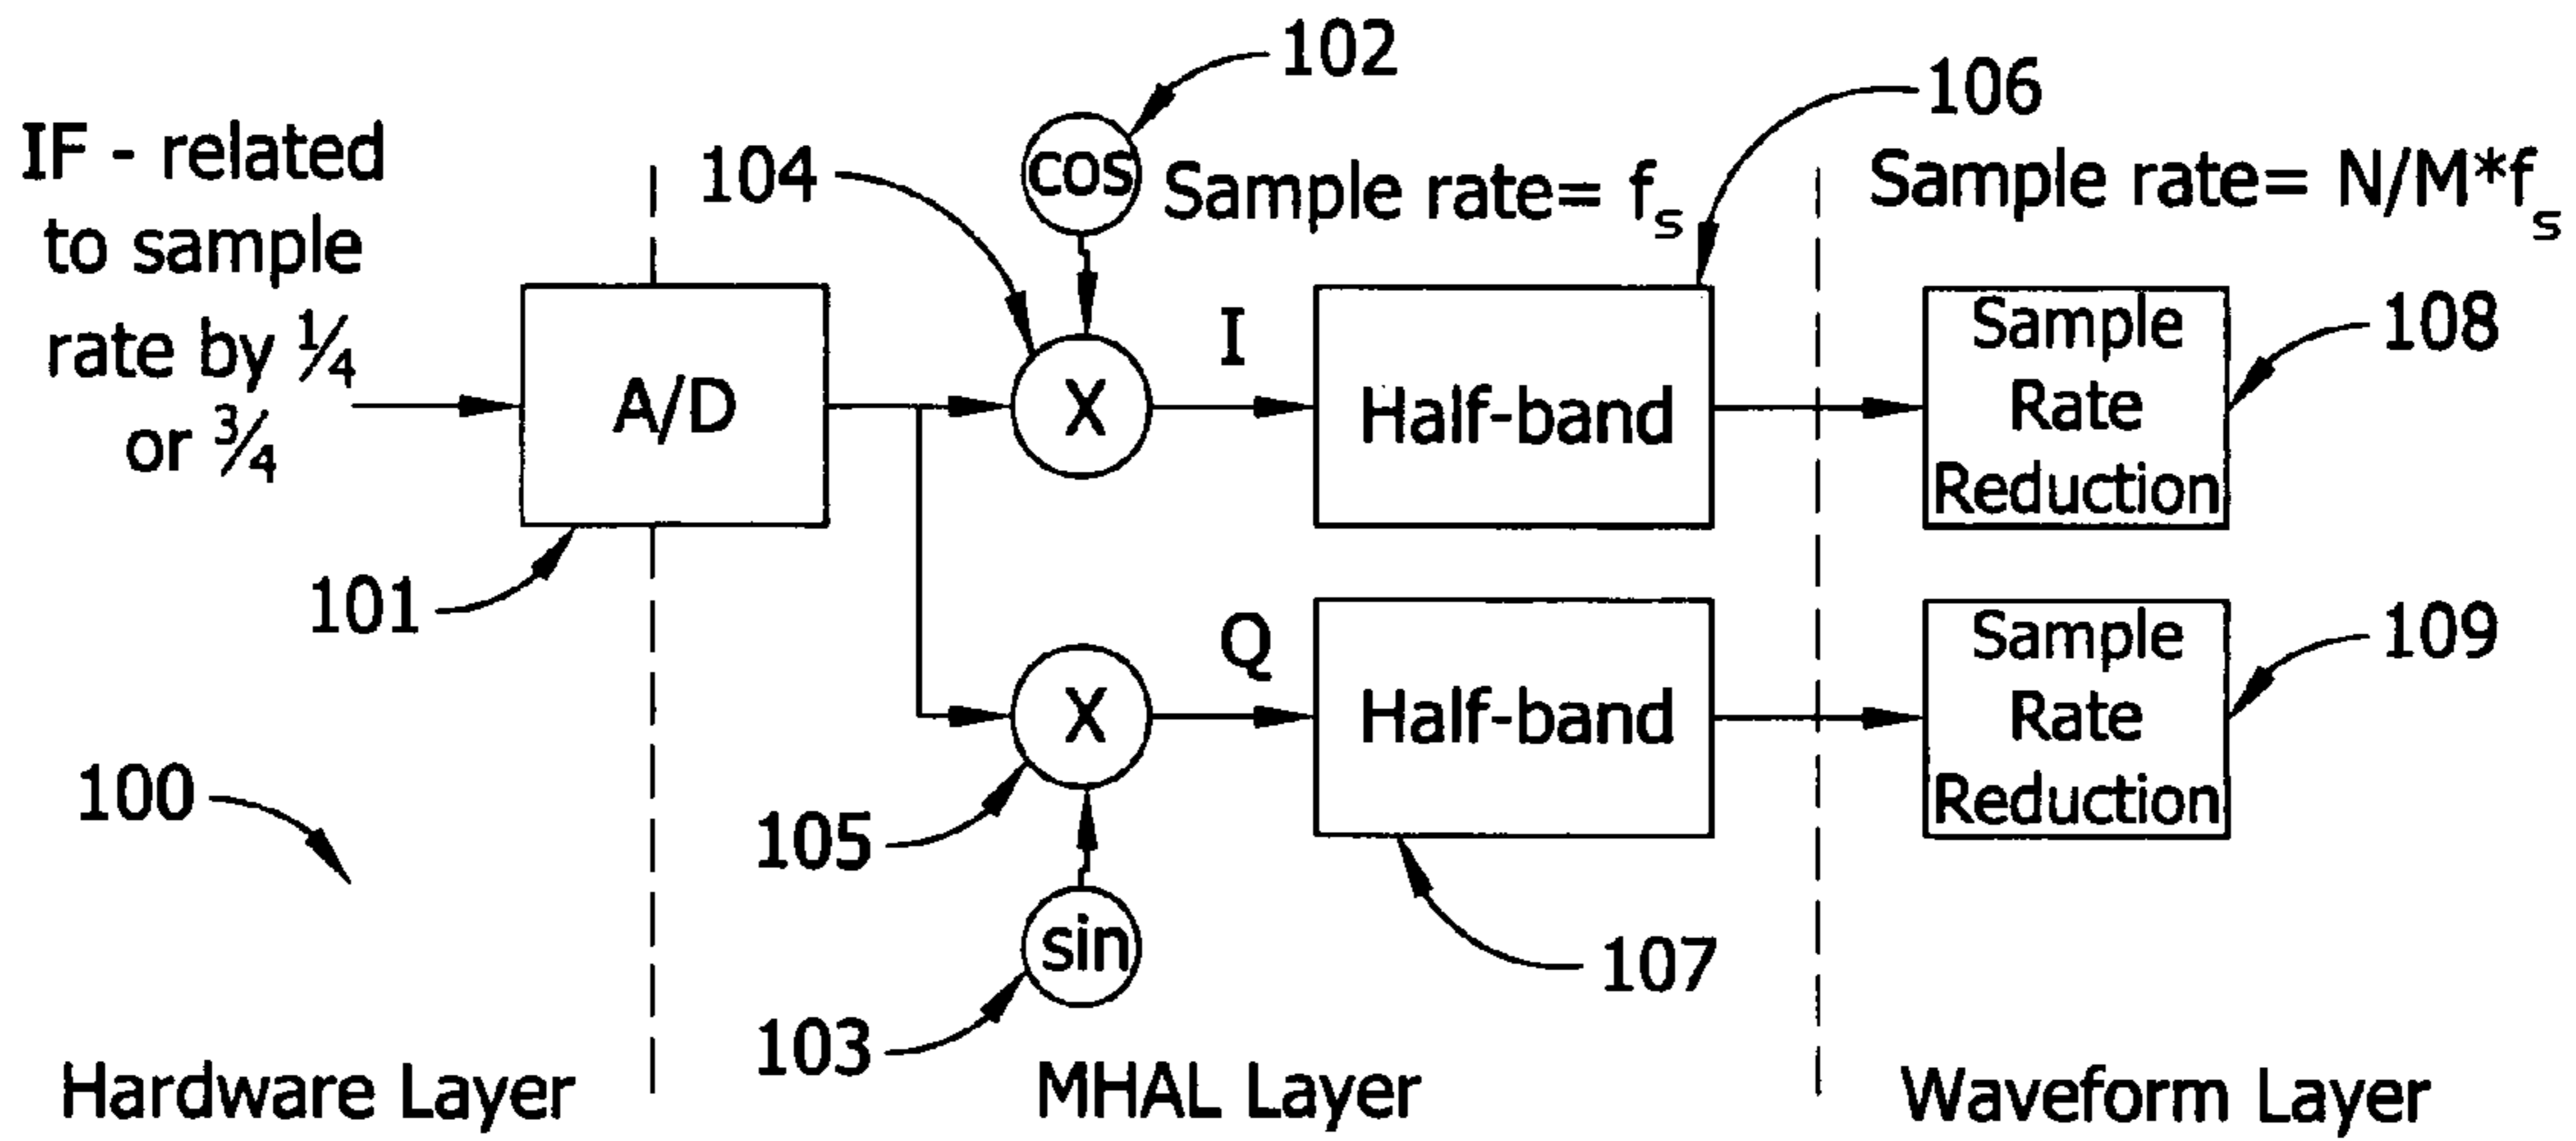 102
106
IF - related
to sample
rate by ¼
or ¾
104
cos
Sample rate= fs
Sample rate= N/M*fs
A/D
X
I
Half-band
Sample
Rate
Reduction
108
101
Q
X
Half-band
Sample
Rate
Reduction
109
100
105
sin
107
103
Hardware Layer
MHAL Layer
Waveform Layer